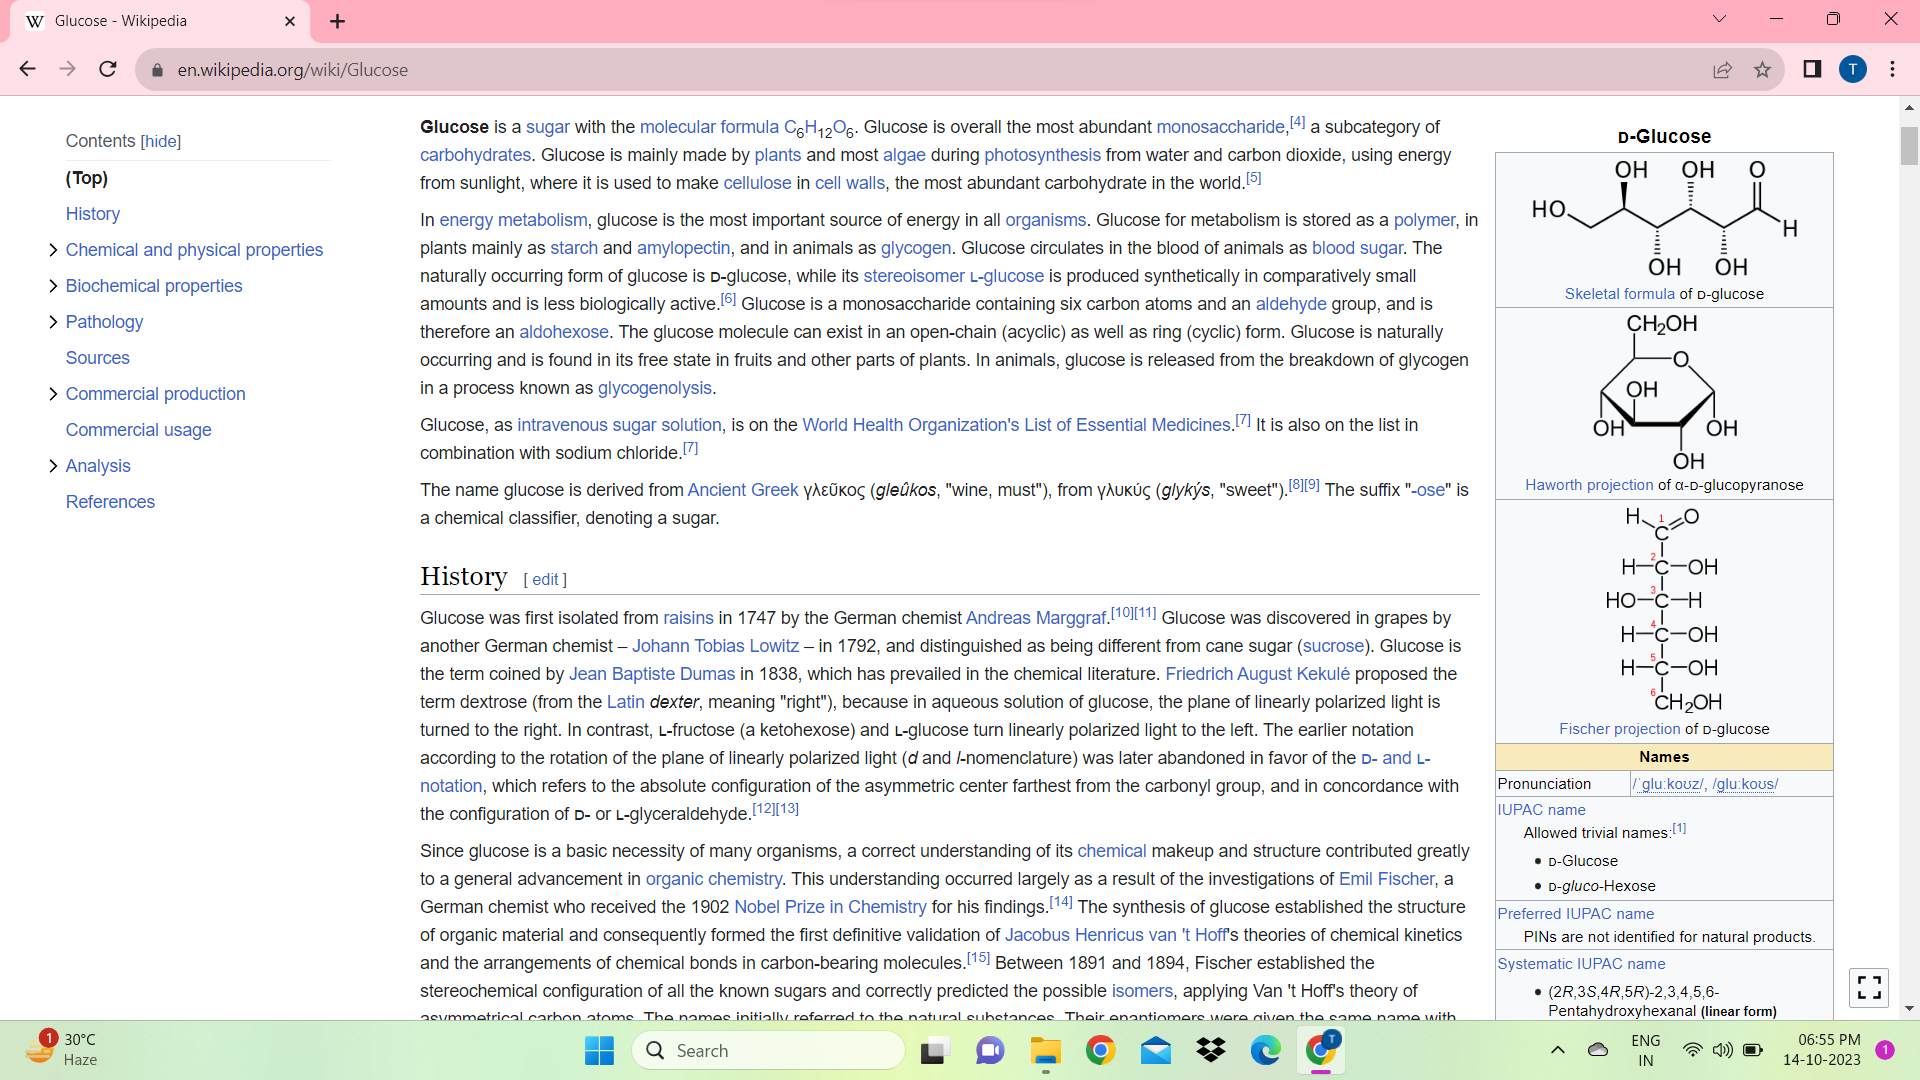 Glucose - Wikipedia
en.wikipedia.org/wiki/Glucose
T
Contents [hide]
(Top)
History
Chemical and physical properties
Biochemical properties
Pathology
Sources
Commercial production
Commercial usage
Analysis
References
Glucose is a sugar with the molecular formula C6H12O6. Glucose is overall the most abundant monosaccharide,[4] a subcategory of
carbohydrates. Glucose is mainly made by plants and most algae during photosynthesis from water and carbon dioxide, using energy
from sunlight, where it is used to make cellulose in cell walls, the most abundant carbohydrate in the world.[5]
In energy metabolism, glucose is the most important source of energy in all organisms. Glucose for metabolism is stored as a polymer, in
plants mainly as starch and amylopectin, and in animals as glycogen. Glucose circulates in the blood of animals as blood sugar. The
naturally occurring form of glucose is D-glucose, while its stereoisomer L-glucose is produced synthetically in comparatively small
amounts and is less biologically active.[6] Glucose is a monosaccharide containing six carbon atoms and an aldehyde group, and is
therefore an aldohexose. The glucose molecule can exist in an open-chain (acyclic) as well as ring (cyclic) form. Glucose is naturally
occurring and is found in its free state in fruits and other parts of plants. In animals, glucose is released from the breakdown of glycogen
in a process known as glycogenolysis.
Glucose, as intravenous sugar solution, is on the World Health Organization's List of Essential Medicines.[7] It is also on the list in
combination with sodium chloride.[7]
The name glucose is derived from Ancient Greek γλεῦκος (gleûkos, "wine, must"), from γλυκύς (glykýs, "sweet").[8][9] The suffix "-ose" is
a chemical classifier, denoting a sugar.
History [ edit ]
Glucose was first isolated from raisins in 1747 by the German chemist Andreas Marggraf.[10][11] Glucose was discovered in grapes by
another German chemist – Johann Tobias Lowitz – in 1792, and distinguished as being different from cane sugar (sucrose). Glucose is
the term coined by Jean Baptiste Dumas in 1838, which has prevailed in the chemical literature. Friedrich August Kekulé proposed the
term dextrose (from the Latin dexter, meaning "right"), because in aqueous solution of glucose, the plane of linearly polarized light is
turned to the right. In contrast, L-fructose (a ketohexose) and L-glucose turn linearly polarized light to the left. The earlier notation
according to the rotation of the plane of linearly polarized light (d and l-nomenclature) was later abandoned in favor of the D- and L-
notation, which refers to the absolute configuration of the asymmetric center farthest from the carbonyl group, and in concordance with
the configuration of D- or L-glyceraldehyde.[12][13]
Since glucose is a basic necessity of many organisms, a correct understanding of its chemical makeup and structure contributed greatly
to a general advancement in organic chemistry. This understanding occurred largely as a result of the investigations of Emil Fischer, a
German chemist who received the 1902 Nobel Prize in Chemistry for his findings.[14] The synthesis of glucose established the structure
of organic material and consequently formed the first definitive validation of Jacobus Henricus van 't Hoff's theories of chemical kinetics
and the arrangements of chemical bonds in carbon-bearing molecules.[15] Between 1891 and 1894, Fischer established the
stereochemical configuration of all the known sugars and correctly predicted the possible isomers, applying Van 't Hoff's theory of
asymmetrical carbon atoms. The names initially referred to the natural substances. Their enantiomers were given the same name with
D-Glucose
OH OH O
HO H
OH OH
Skeletal formula of D-glucose
CH2OH
O
OH
OH OH
OH
Haworth projection of α-D-glucopyranose
H 1 O
C
2
H C OH
3
HO C H
4
H C OH
5
H C OH
6
CH2OH
Fischer projection of D-glucose
Names
Pronunciation /ˈɡluːkoʊz/, /ɡluːkoʊs/
IUPAC name
Allowed trivial names:[1]
• D-Glucose
• D-gluco-Hexose
Preferred IUPAC name
PINs are not identified for natural products.
Systematic IUPAC name
• (2R,3S,4R,5R)-2,3,4,5,6-
Pentahydroxyhexanal (linear form)
1
30°C
Haze
Search
T
ENG
IN
06:55 PM
14-10-2023
1